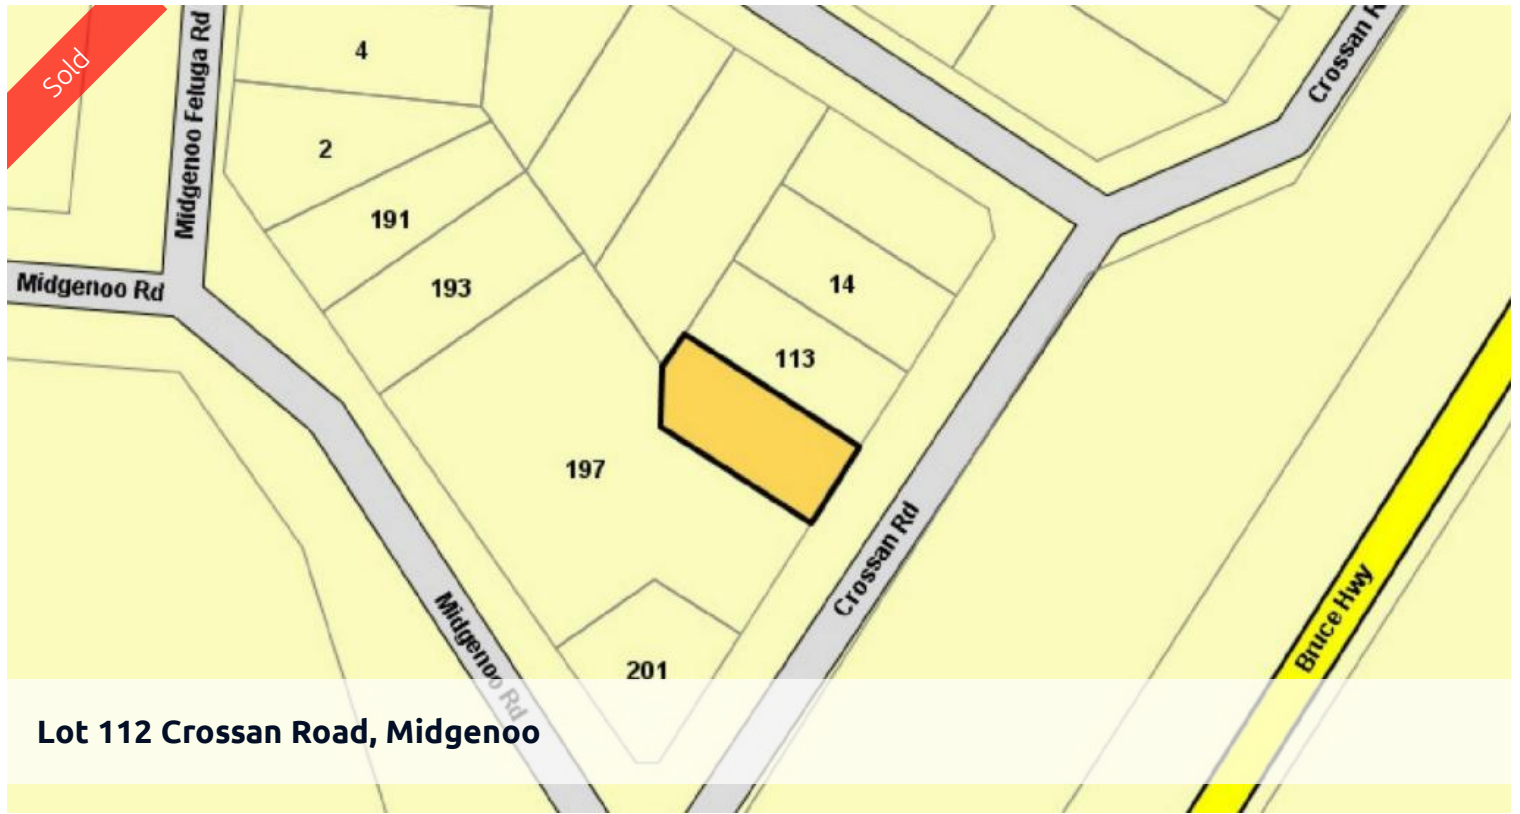 Sold
Midgenoo Feluga Rd
4
Crossan R
2
191
193
Midgenoo Rd
14
113
197
Crossan Rd
Midgenoo Rd
Bruce Hwy
201
Lot 112 Crossan Road, Midgenoo